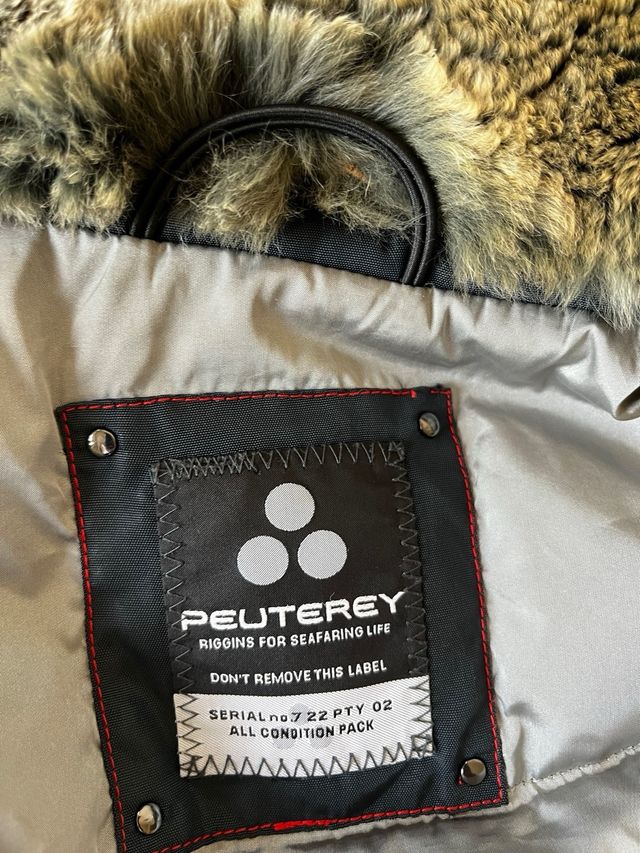 PEUTEREY
RIGGINS FOR SEAFARING LIFE
DON'T REMOVE THIS LABEL
SERIAL no.7 22 PTY 02
ALL CONDITION PACK